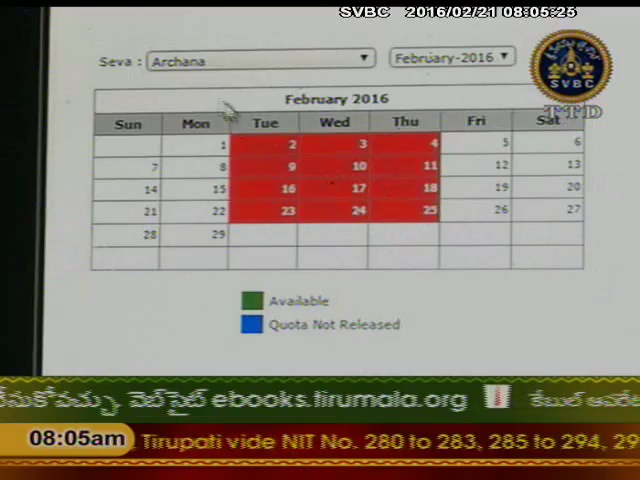 SVBC 2016/02/21 08:05:25
Seva : Archana February-2016
SVBC
TTD
February 2016
Sun Mon Tue Wed Thu Fri Sat
1 2 3 4 5 6
7 8 9 10 11 12 13
14 15 16 17 18 19 20
21 22 23 24 25 26 27
28 29
Available
Quota Not Released
వెబ్‌సైట్ ebooks.tirumala.org
08:05am , Tirupati vide NIT No. 280 to 283, 285 to 294, 29